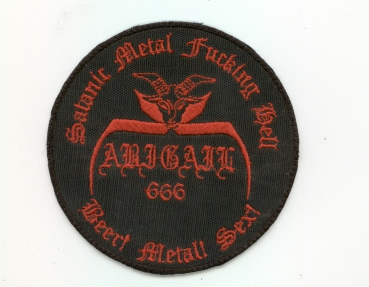 Satanic Metal Fucking Hell
ABIGAIL
666
Beer! Metal! Sex!